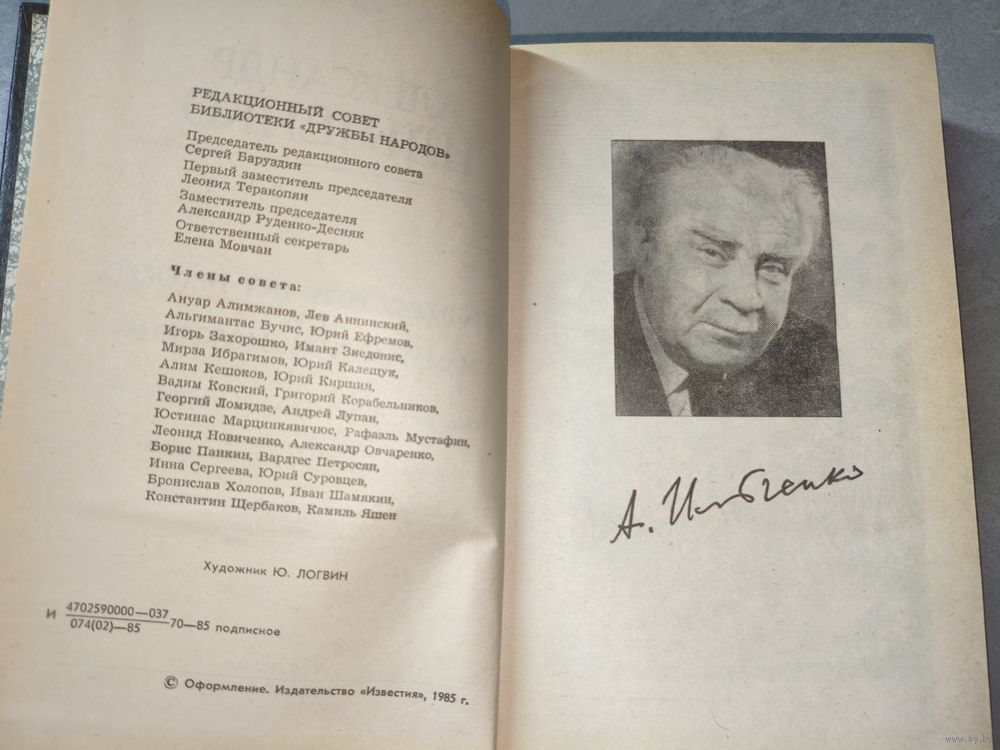 РЕДАКЦИОННЫЙ СОВЕТ
БИБЛИОТЕКИ «ДРУЖБЫ НАРОДОВ»
Председатель редакционного совета
Сергей Баруздин
Первый заместитель председателя
Леонид Теракопян
Заместитель председателя
Александр Руденко-Десняк
Ответственный секретарь
Елена Мовчан
Члены совета:
Ануар Алимжанов, Лев Аннинский,
Альгимантас Бучис, Юрий Ефремов,
Игорь Захорошко, Имант Зиедонис,
Мирза Ибрагимов, Юрий Калещук,
Алим Кешоков, Юрий Киршин,
Вадим Ковский, Григорий Корабельников,
Георгий Ломидзе, Андрей Лупан,
Юстинас Марцинкявичюс, Рафаэль Мустафин,
Леонид Новиченко, Александр Овчаренко,
Борис Панкин, Вардгес Петросян,
Инна Сергеева, Юрий Суровцев,
Бронислав Холопов, Иван Шамякин,
Константин Щербаков, Камиль Яшен
Художник Ю. ЛОГВИН
И 4702590000—037
074(02)—85 70—85 подписное
© Оформление. Издательство «Известия», 1985 г.
А. Ильченко
www.ay.by